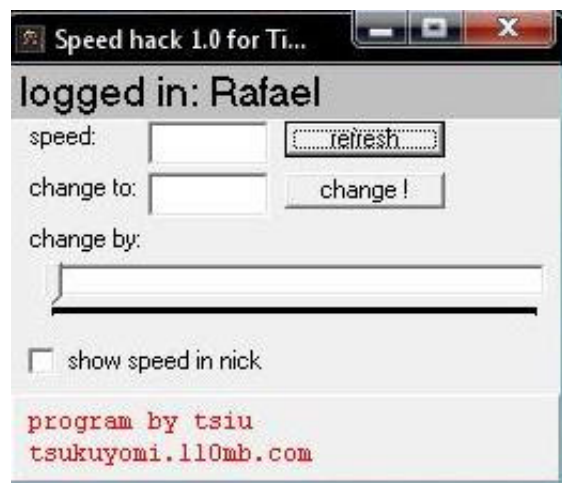 Speed hack 1.0 for Ti...
logged in: Rafael
speed:
refresh
change to:
change !
change by:
show speed in nick
program by tsiu
tsukuyomi.110mb.com